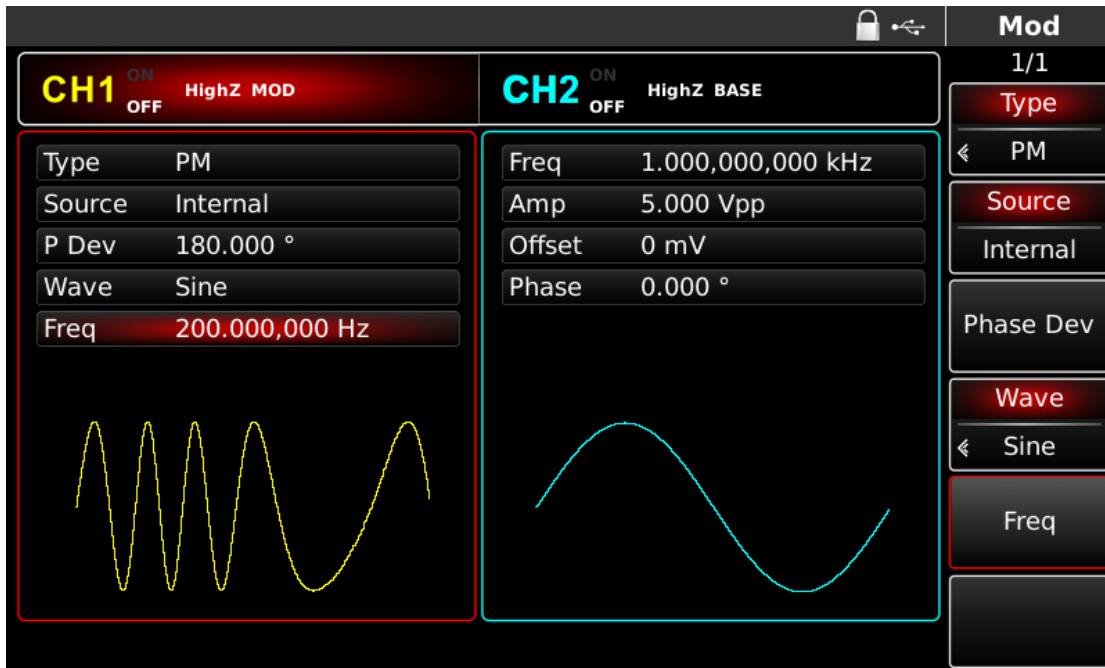 Mod
1/1
CH1 ON OFF HighZ MOD
CH2 ON OFF HighZ BASE
Type PM
Source Internal
P Dev 180.000 °
Wave Sine
Freq 200.000,000 Hz
Freq 1.000,000,000 kHz
Amp 5.000 Vpp
Offset 0 mV
Phase 0.000 °
Type
PM
Source
Internal
Phase Dev
Wave
Sine
Freq